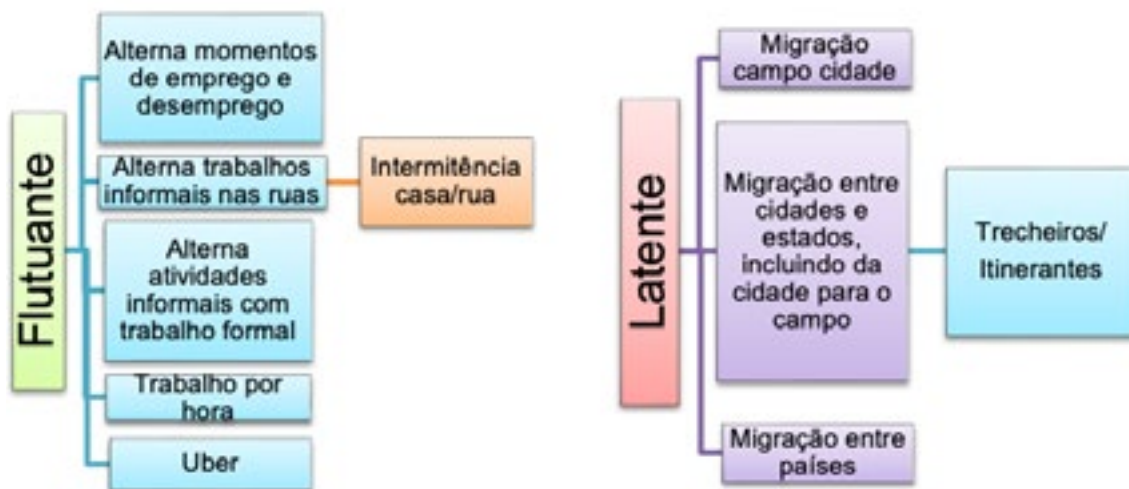 Flutuante
Alterna momentos
de emprego e
desemprego
Alterna trabalhos
informais nas ruas
Intermitência
casa/rua
Alterna
atividades
informais com
trabalho formal
Trabalho por
hora
Uber
Latente
Migração
campo cidade
Migração entre
cidades e
estados,
incluindo da
cidade para o
campo
Trecheiros/
Itinerantes
Migração entre
países